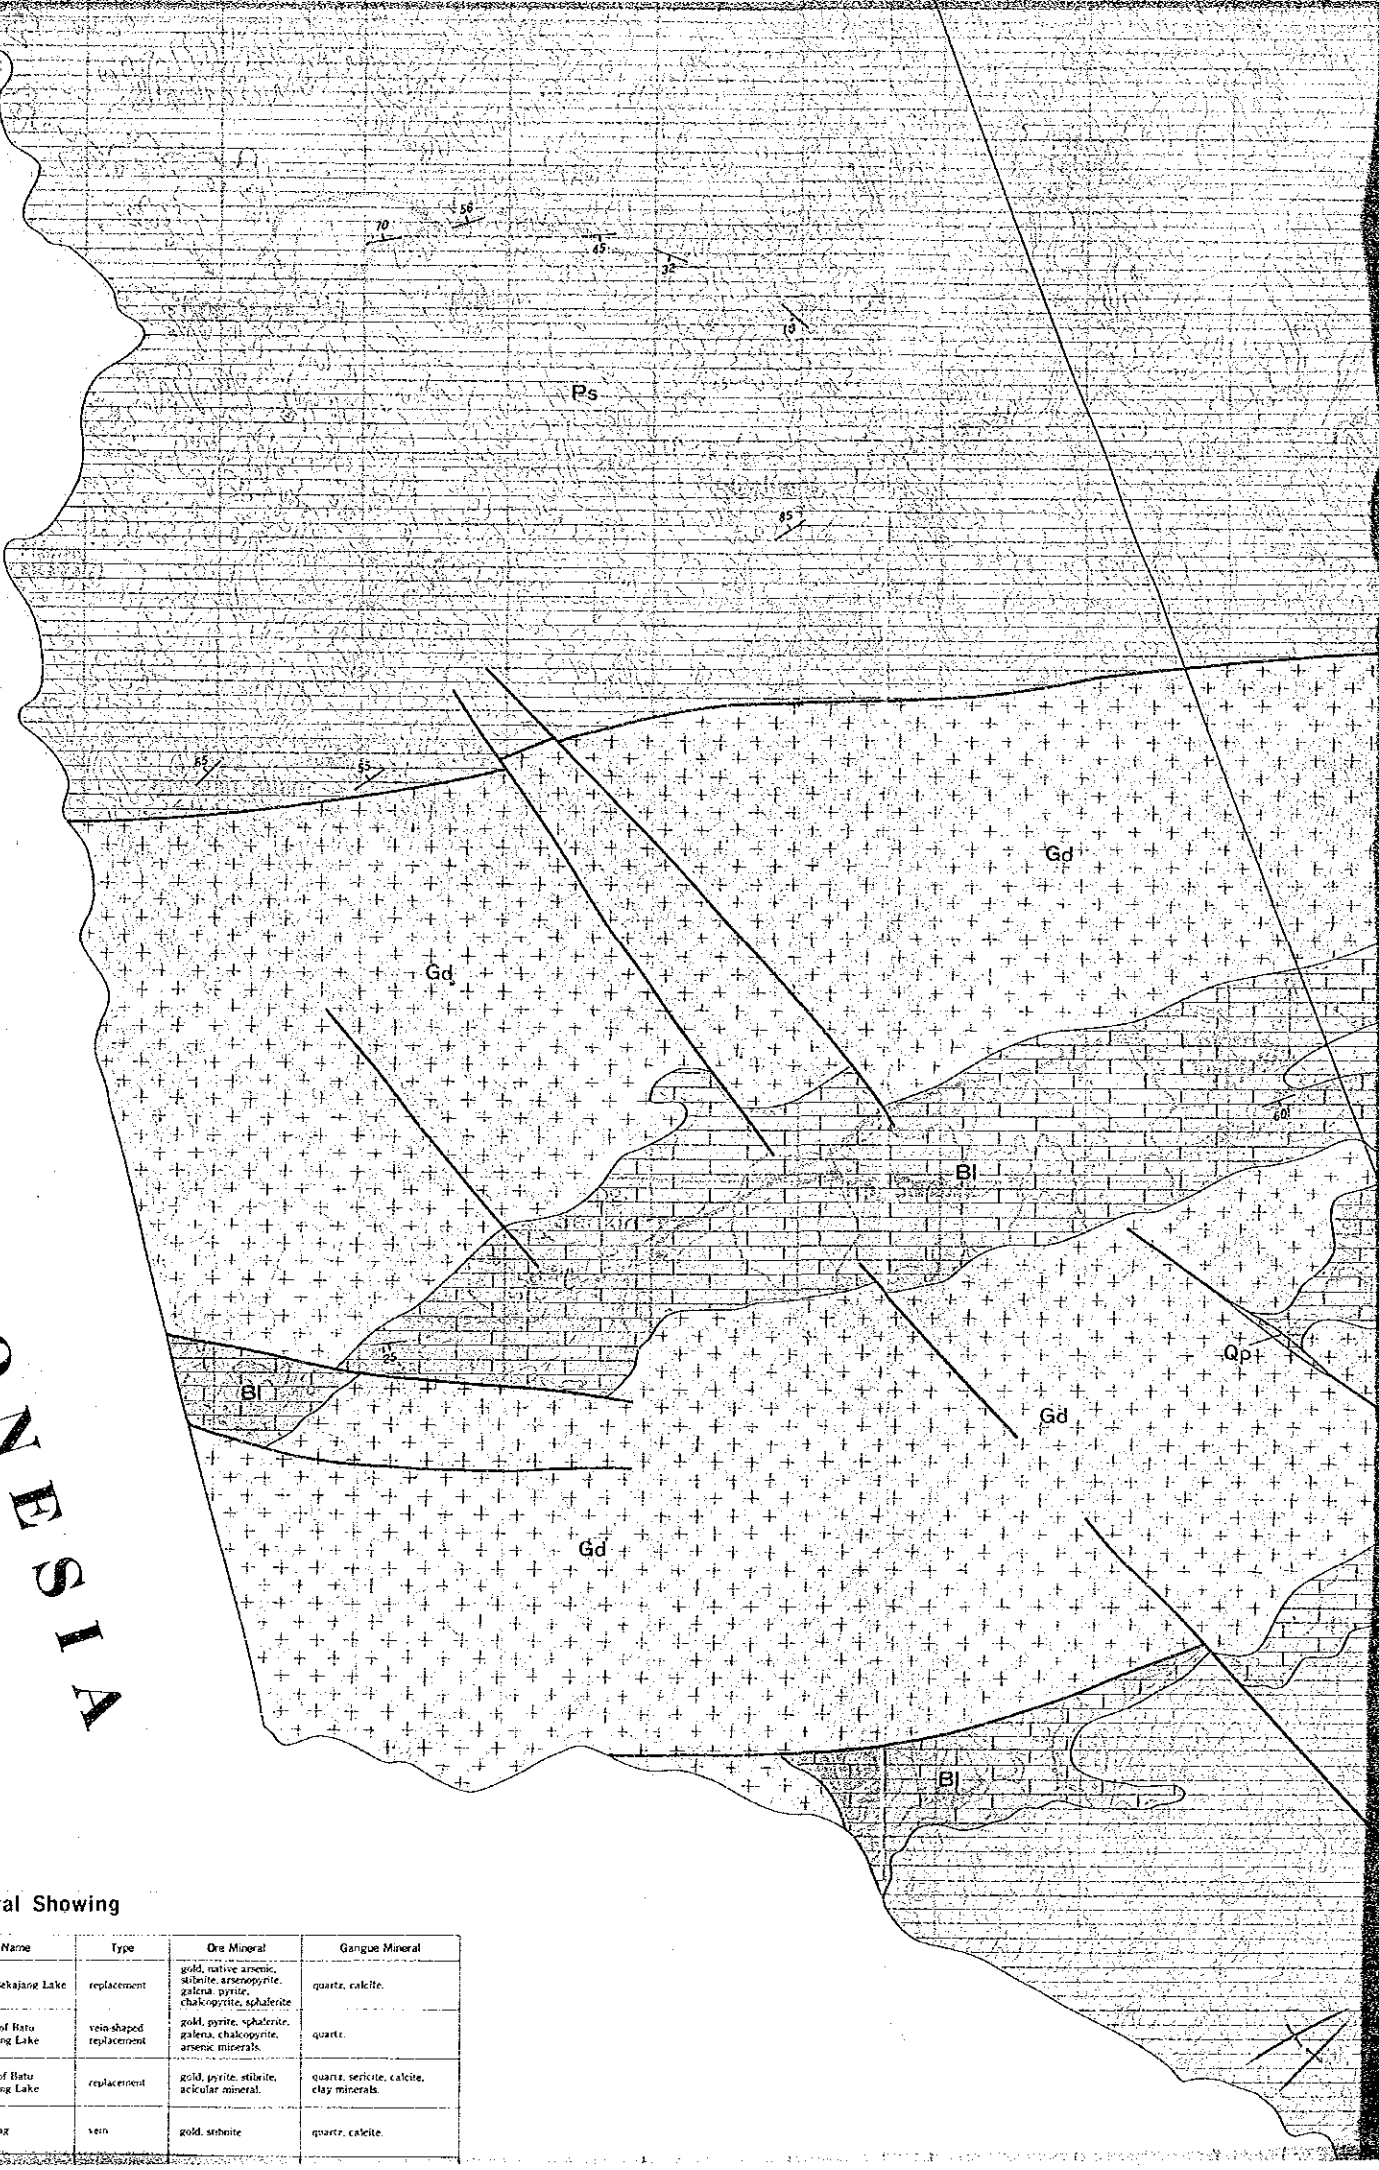 56
70
45
32
Ps
85
65
55
Gd
Gd
60
Bl
25
Qp
Bl
Gd
Gd
ONESIA
Bl
al Showing
Name Type Ore Mineral Gangue Mineral
ekajang Lake replacement gold, native arsenic, stibnite, arsenopyrite, galena, pyrite, chalcopyrite, sphalerite quartz, calcite.
of Batu
ng Lake vein-shaped replacement gold, pyrite, sphalerite, galena, chalcopyrite, arsenic minerals. quartz.
of Batu
ng Lake replacement gold, pyrite, stibnite, acicular mineral. quartz, sericite, calcite, clay minerals.
vein gold, stibnite quartz, calcite.